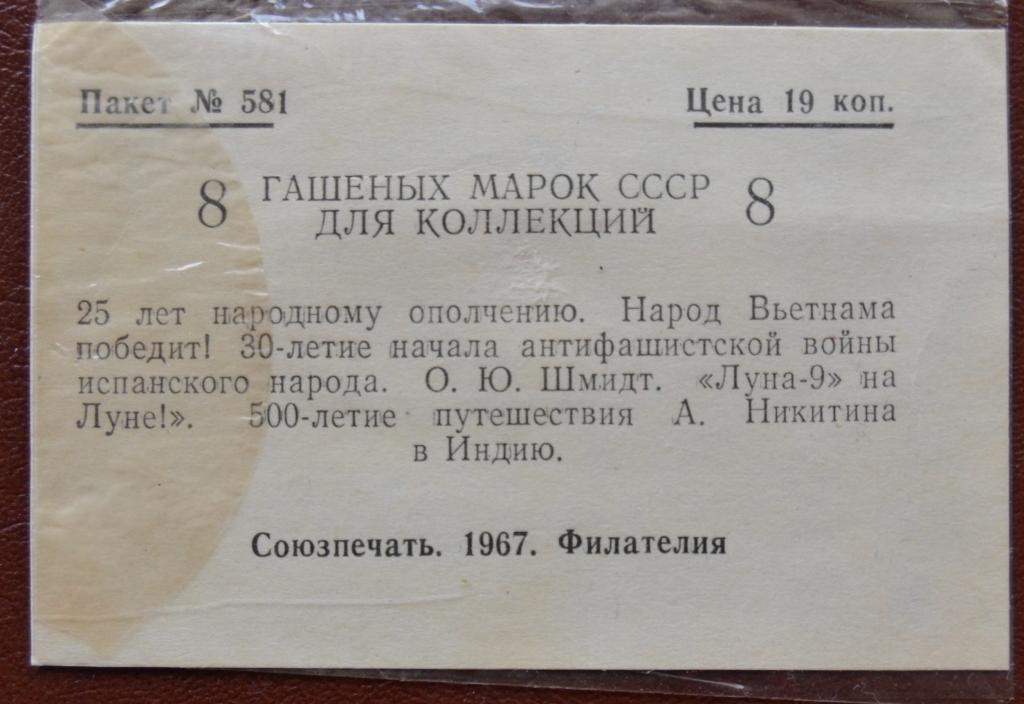 Пакет № 581
Цена 19 коп.
8 ГАШЕНЫХ МАРОК СССР 8
ДЛЯ КОЛЛЕКЦИЙ
25 лет народному ополчению. Народ Вьетнама
победит! 30-летие начала антифашистской войны
испанского народа. О. Ю. Шмидт. «Луна-9» на
Луне!». 500-летие путешествия А. Никитина
в Индию.
Союзпечать. 1967. Филателия